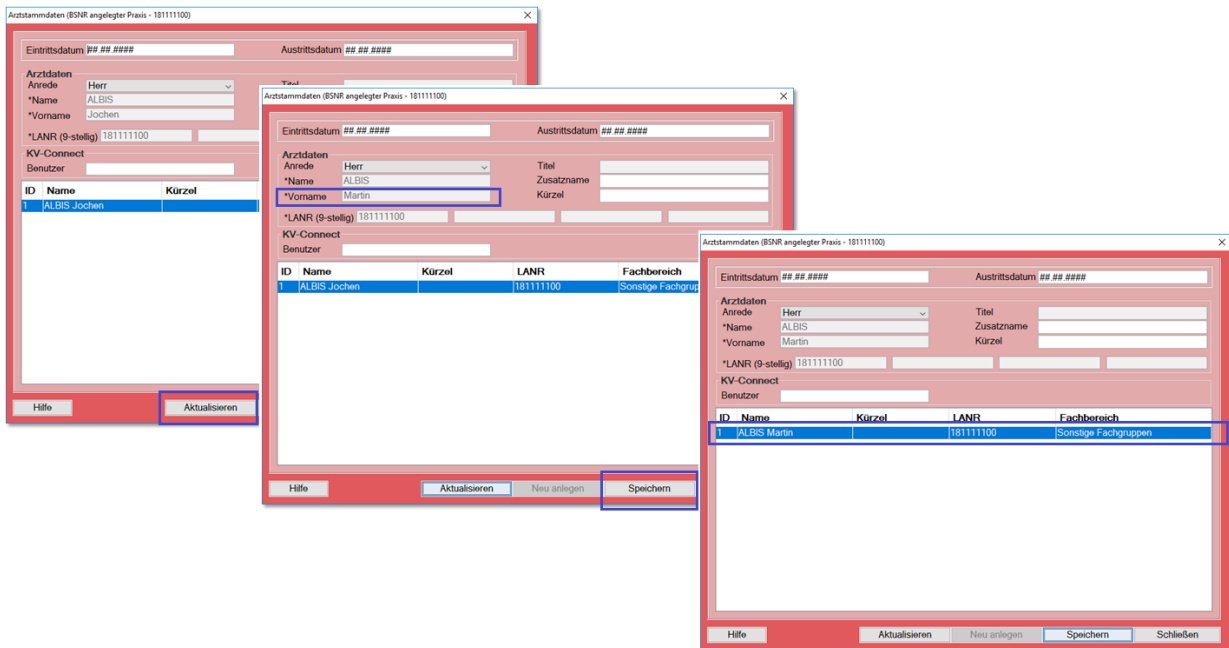 Arztstammdaten (BSNR angelegter Praxis - 181111100)
Eintrittsdatum ##.##.#### Austrittsdatum ##.##.####
Arztdaten
Anrede Herr
*Name ALBIS
*Vorname Jochen
*LANR (9-stellig) 181111100
KV-Connect
Benutzer
ID Name Kürzel
1 ALBIS Jochen
Hilfe Aktualisieren
Arztstammdaten (BSNR angelegter Praxis - 181111100)
Eintrittsdatum ##.##.#### Austrittsdatum ##.##.####
Arztdaten
Anrede Herr Titel
*Name ALBIS Zusatzname
*Vorname Martin Kürzel
*LANR (9-stellig) 181111100
KV-Connect
Benutzer
ID Name Kürzel LANR Fachbereich
1 ALBIS Jochen 181111100 Sonstige Fachgrup
Hilfe Aktualisieren Neu anlegen Speichern
Arztstammdaten (BSNR angelegter Praxis - 181111100)
Eintrittsdatum ##.##.#### Austrittsdatum ##.##.####
Arztdaten
Anrede Herr Titel
*Name ALBIS Zusatzname
*Vorname Martin Kürzel
*LANR (9-stellig) 181111100
KV-Connect
Benutzer
ID Name Kürzel LANR Fachbereich
1 ALBIS Martin 181111100 Sonstige Fachgruppen
Hilfe Aktualisieren Neu anlegen Speichern Schließen